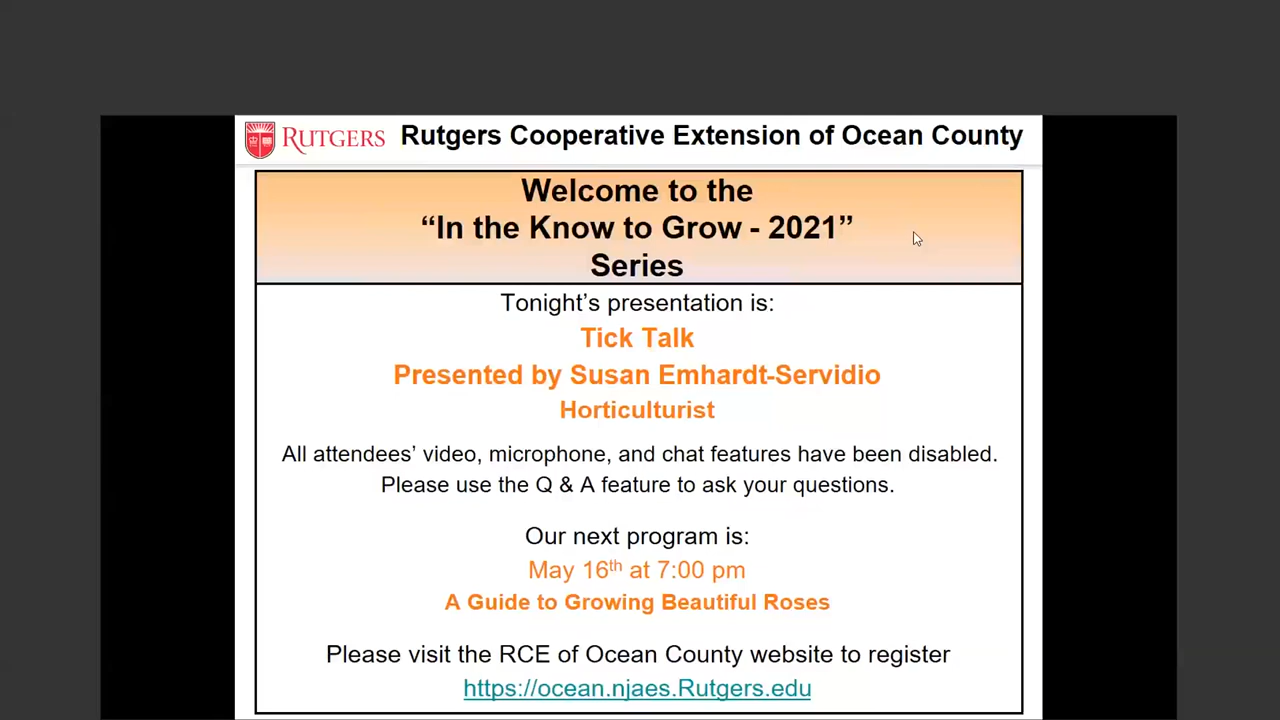 RUTGERS Rutgers Cooperative Extension of Ocean County
Welcome to the
“In the Know to Grow - 2021”
Series
Tonight’s presentation is:
Tick Talk
Presented by Susan Emhardt-Servidio
Horticulturist
All attendees’ video, microphone, and chat features have been disabled.
Please use the Q & A feature to ask your questions.
Our next program is:
May 16th at 7:00 pm
A Guide to Growing Beautiful Roses
Please visit the RCE of Ocean County website to register
https://ocean.njaes.Rutgers.edu